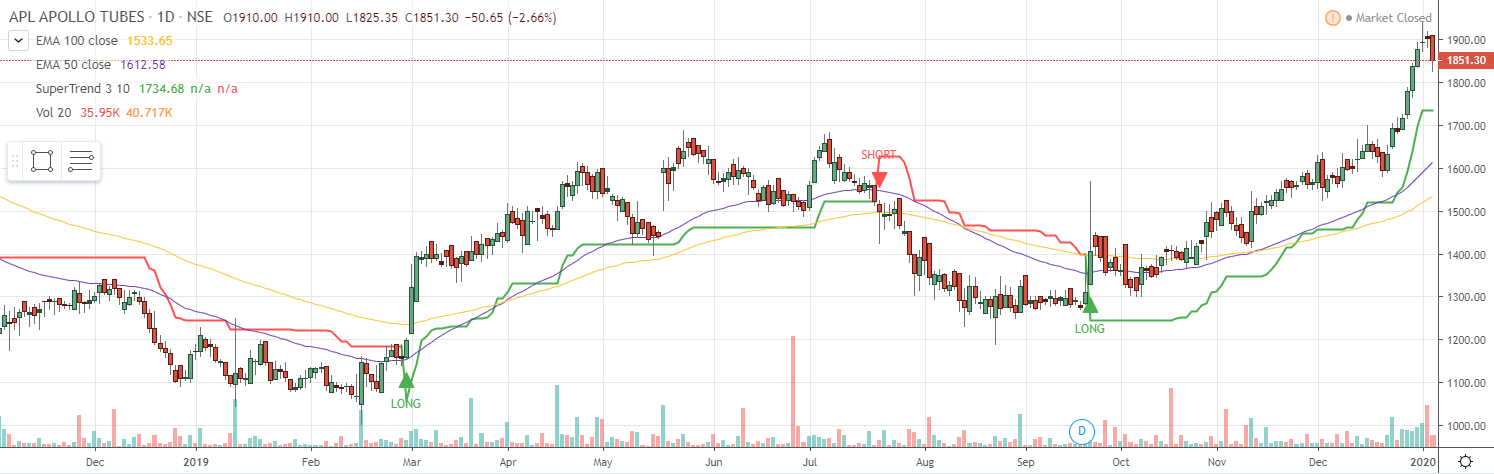 APL APOLLO TUBES · 1D · NSE O1910.00 H1910.00 L1825.35 C1851.30 −50.65 (−2.66%)
! Market Closed
EMA 100 close 1533.65
EMA 50 close 1612.58
SuperTrend 3 10 1734.68 n/a n/a
Vol 20 35.95K 40.717K
1900.00
1851.30
1800.00
1700.00
SHORT
1600.00
1500.00
1400.00
1300.00
LONG
1200.00
1100.00
LONG
1000.00
D
Dec 2019 Feb Mar Apr May Jun Jul Aug Sep Oct Nov Dec 2020